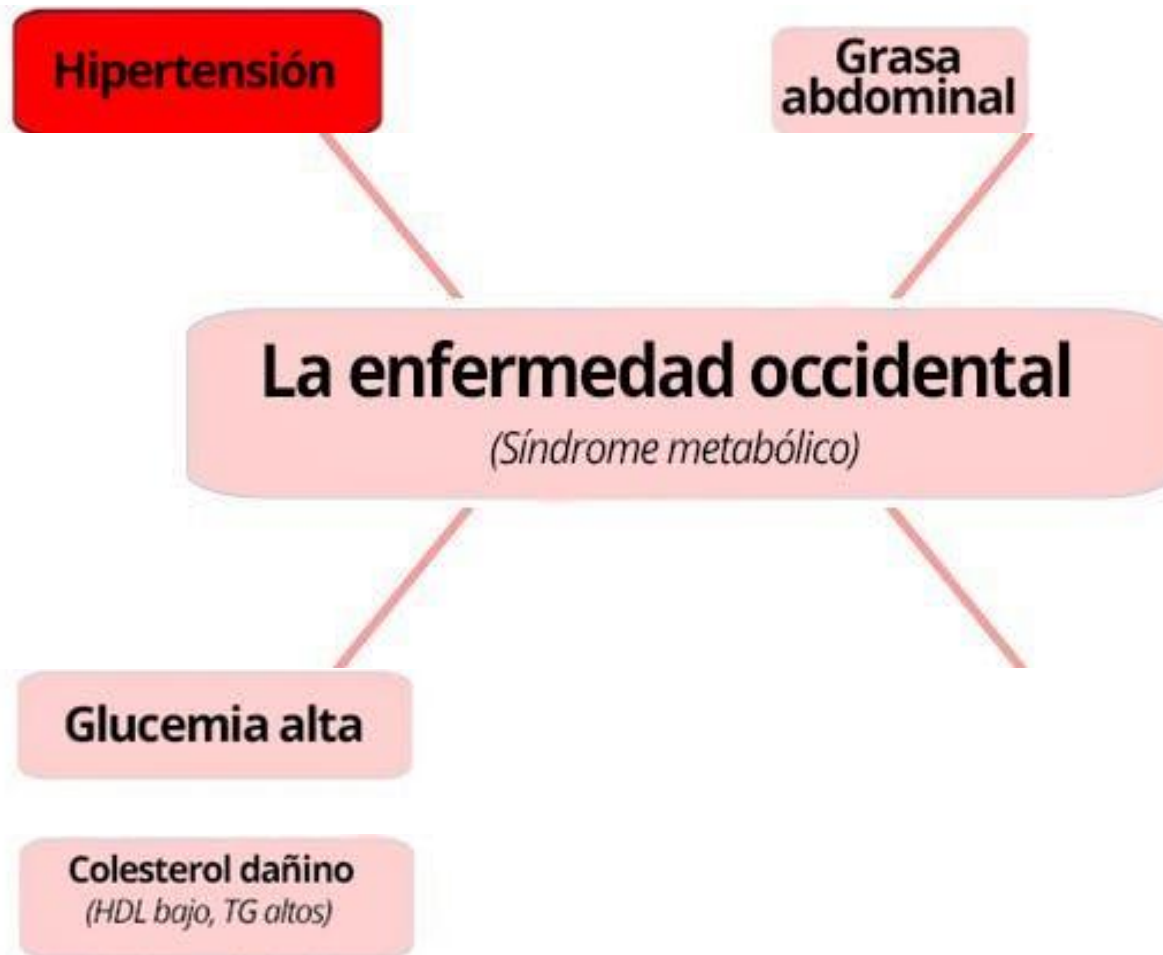 Hipertensión
Grasa
abdominal
La enfermedad occidental
(Síndrome metabólico)
Glucemia alta
Colesterol dañino
(HDL bajo, TG altos)